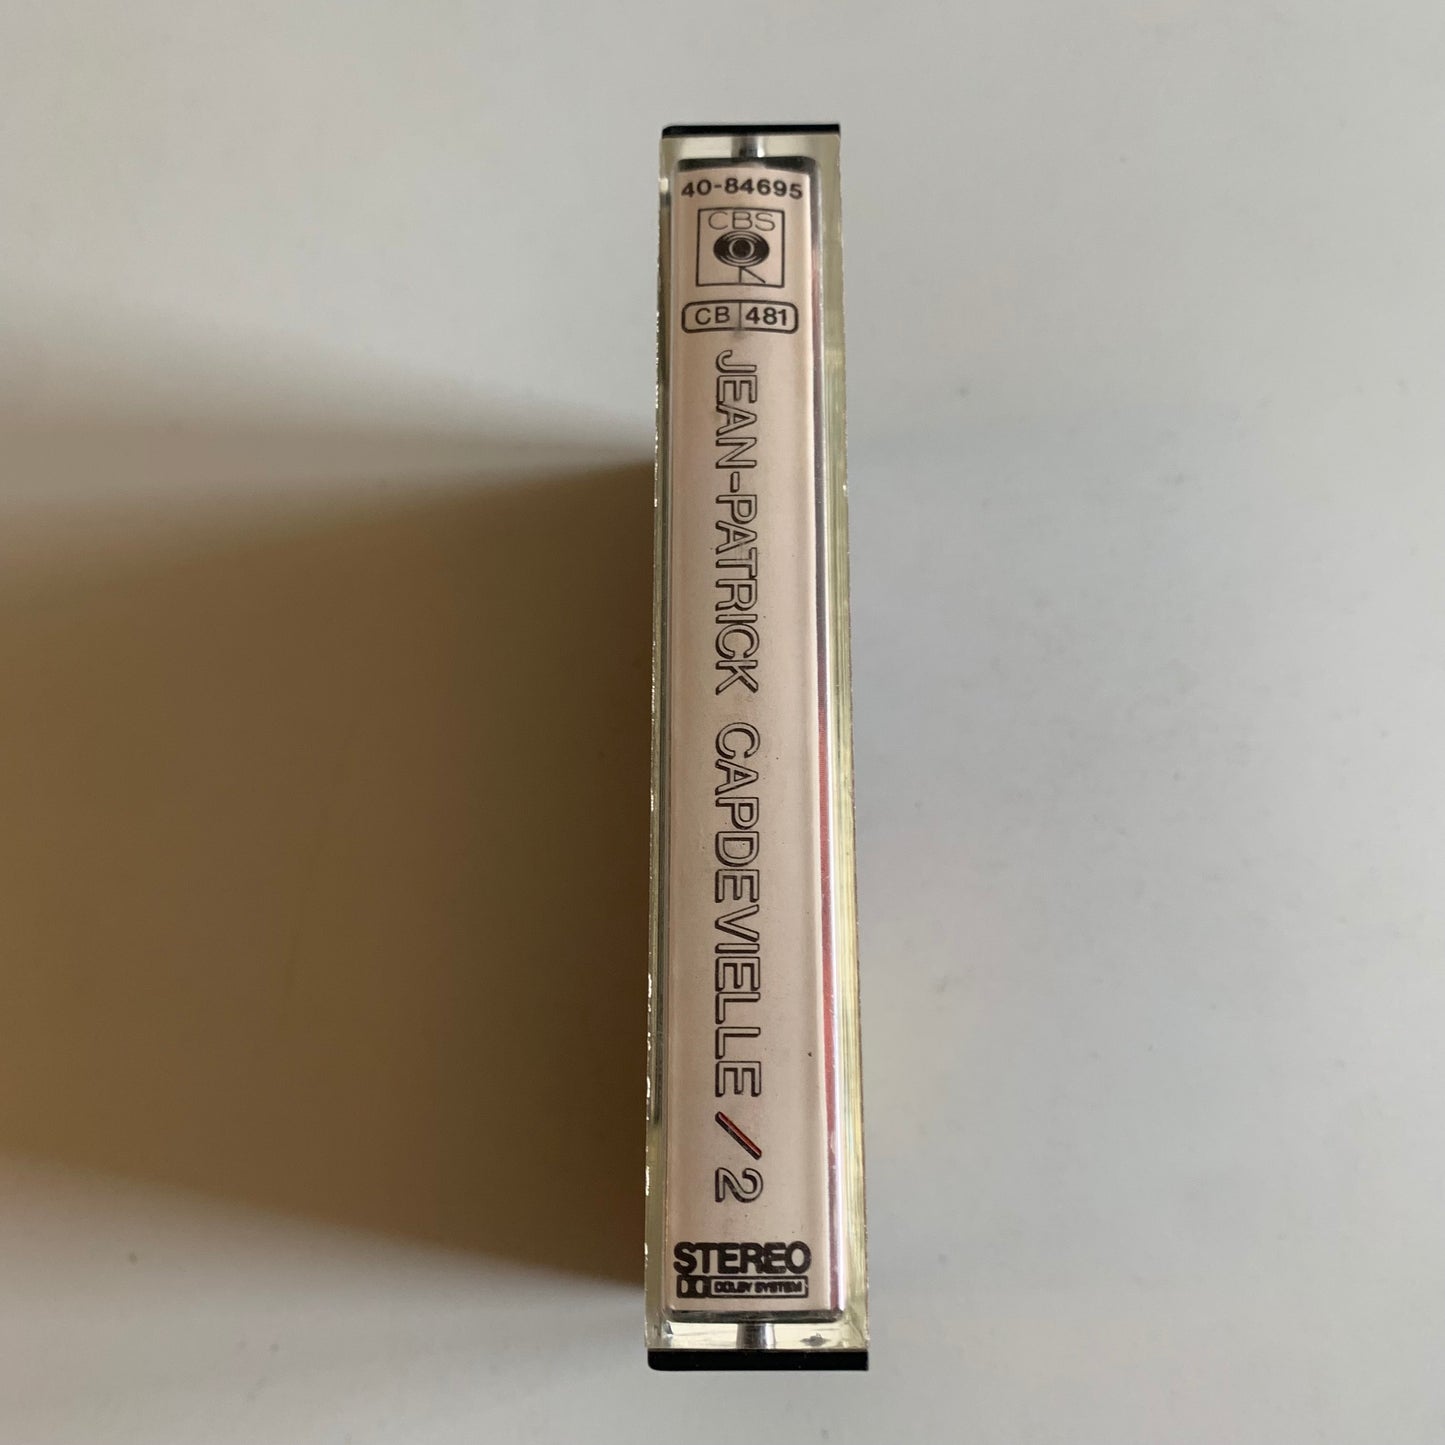 40-84695
CBS
CB 481
JEAN-PATRICK CAPDEVIELLE / 2
STEREO
DOLBY SYSTEM